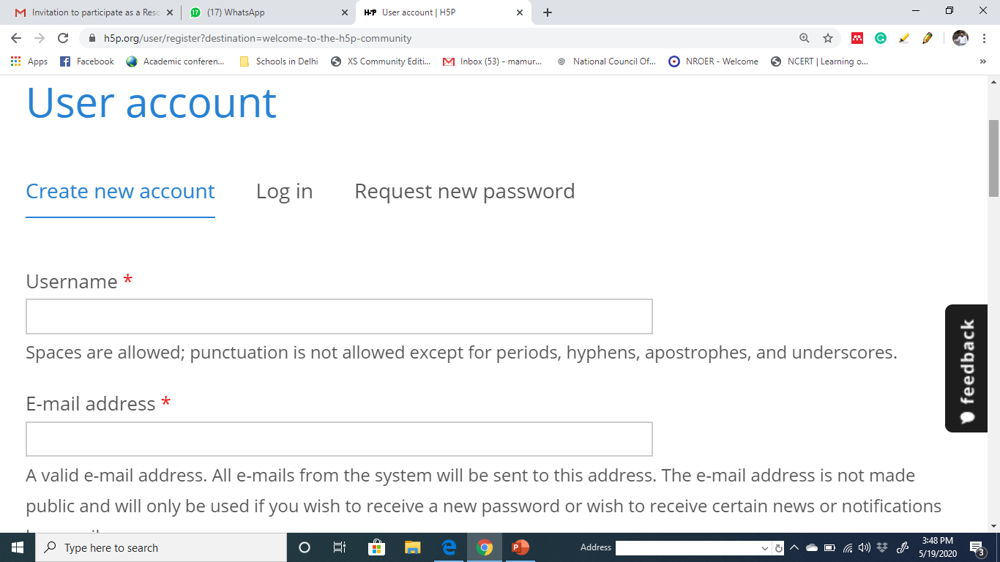 Invitation to participate as a Reso
17
(17) WhatsApp
H5P
User account | H5P
h5p.org/user/register?destination=welcome-to-the-h5p-community
Apps
Facebook
Academic conferen...
Schools in Delhi
XS Community Editi...
Inbox (53) - mamur...
National Council Of...
NROER - Welcome
NCERT | Learning o...
User account
Create new account
Log in
Request new password
Username *
Spaces are allowed; punctuation is not allowed except for periods, hyphens, apostrophes, and underscores.
E-mail address *
A valid e-mail address. All e-mails from the system will be sent to this address. The e-mail address is not made
public and will only be used if you wish to receive a new password or wish to receive certain news or notifications
feedback
Type here to search
Address
3:48 PM
5/19/2020
3